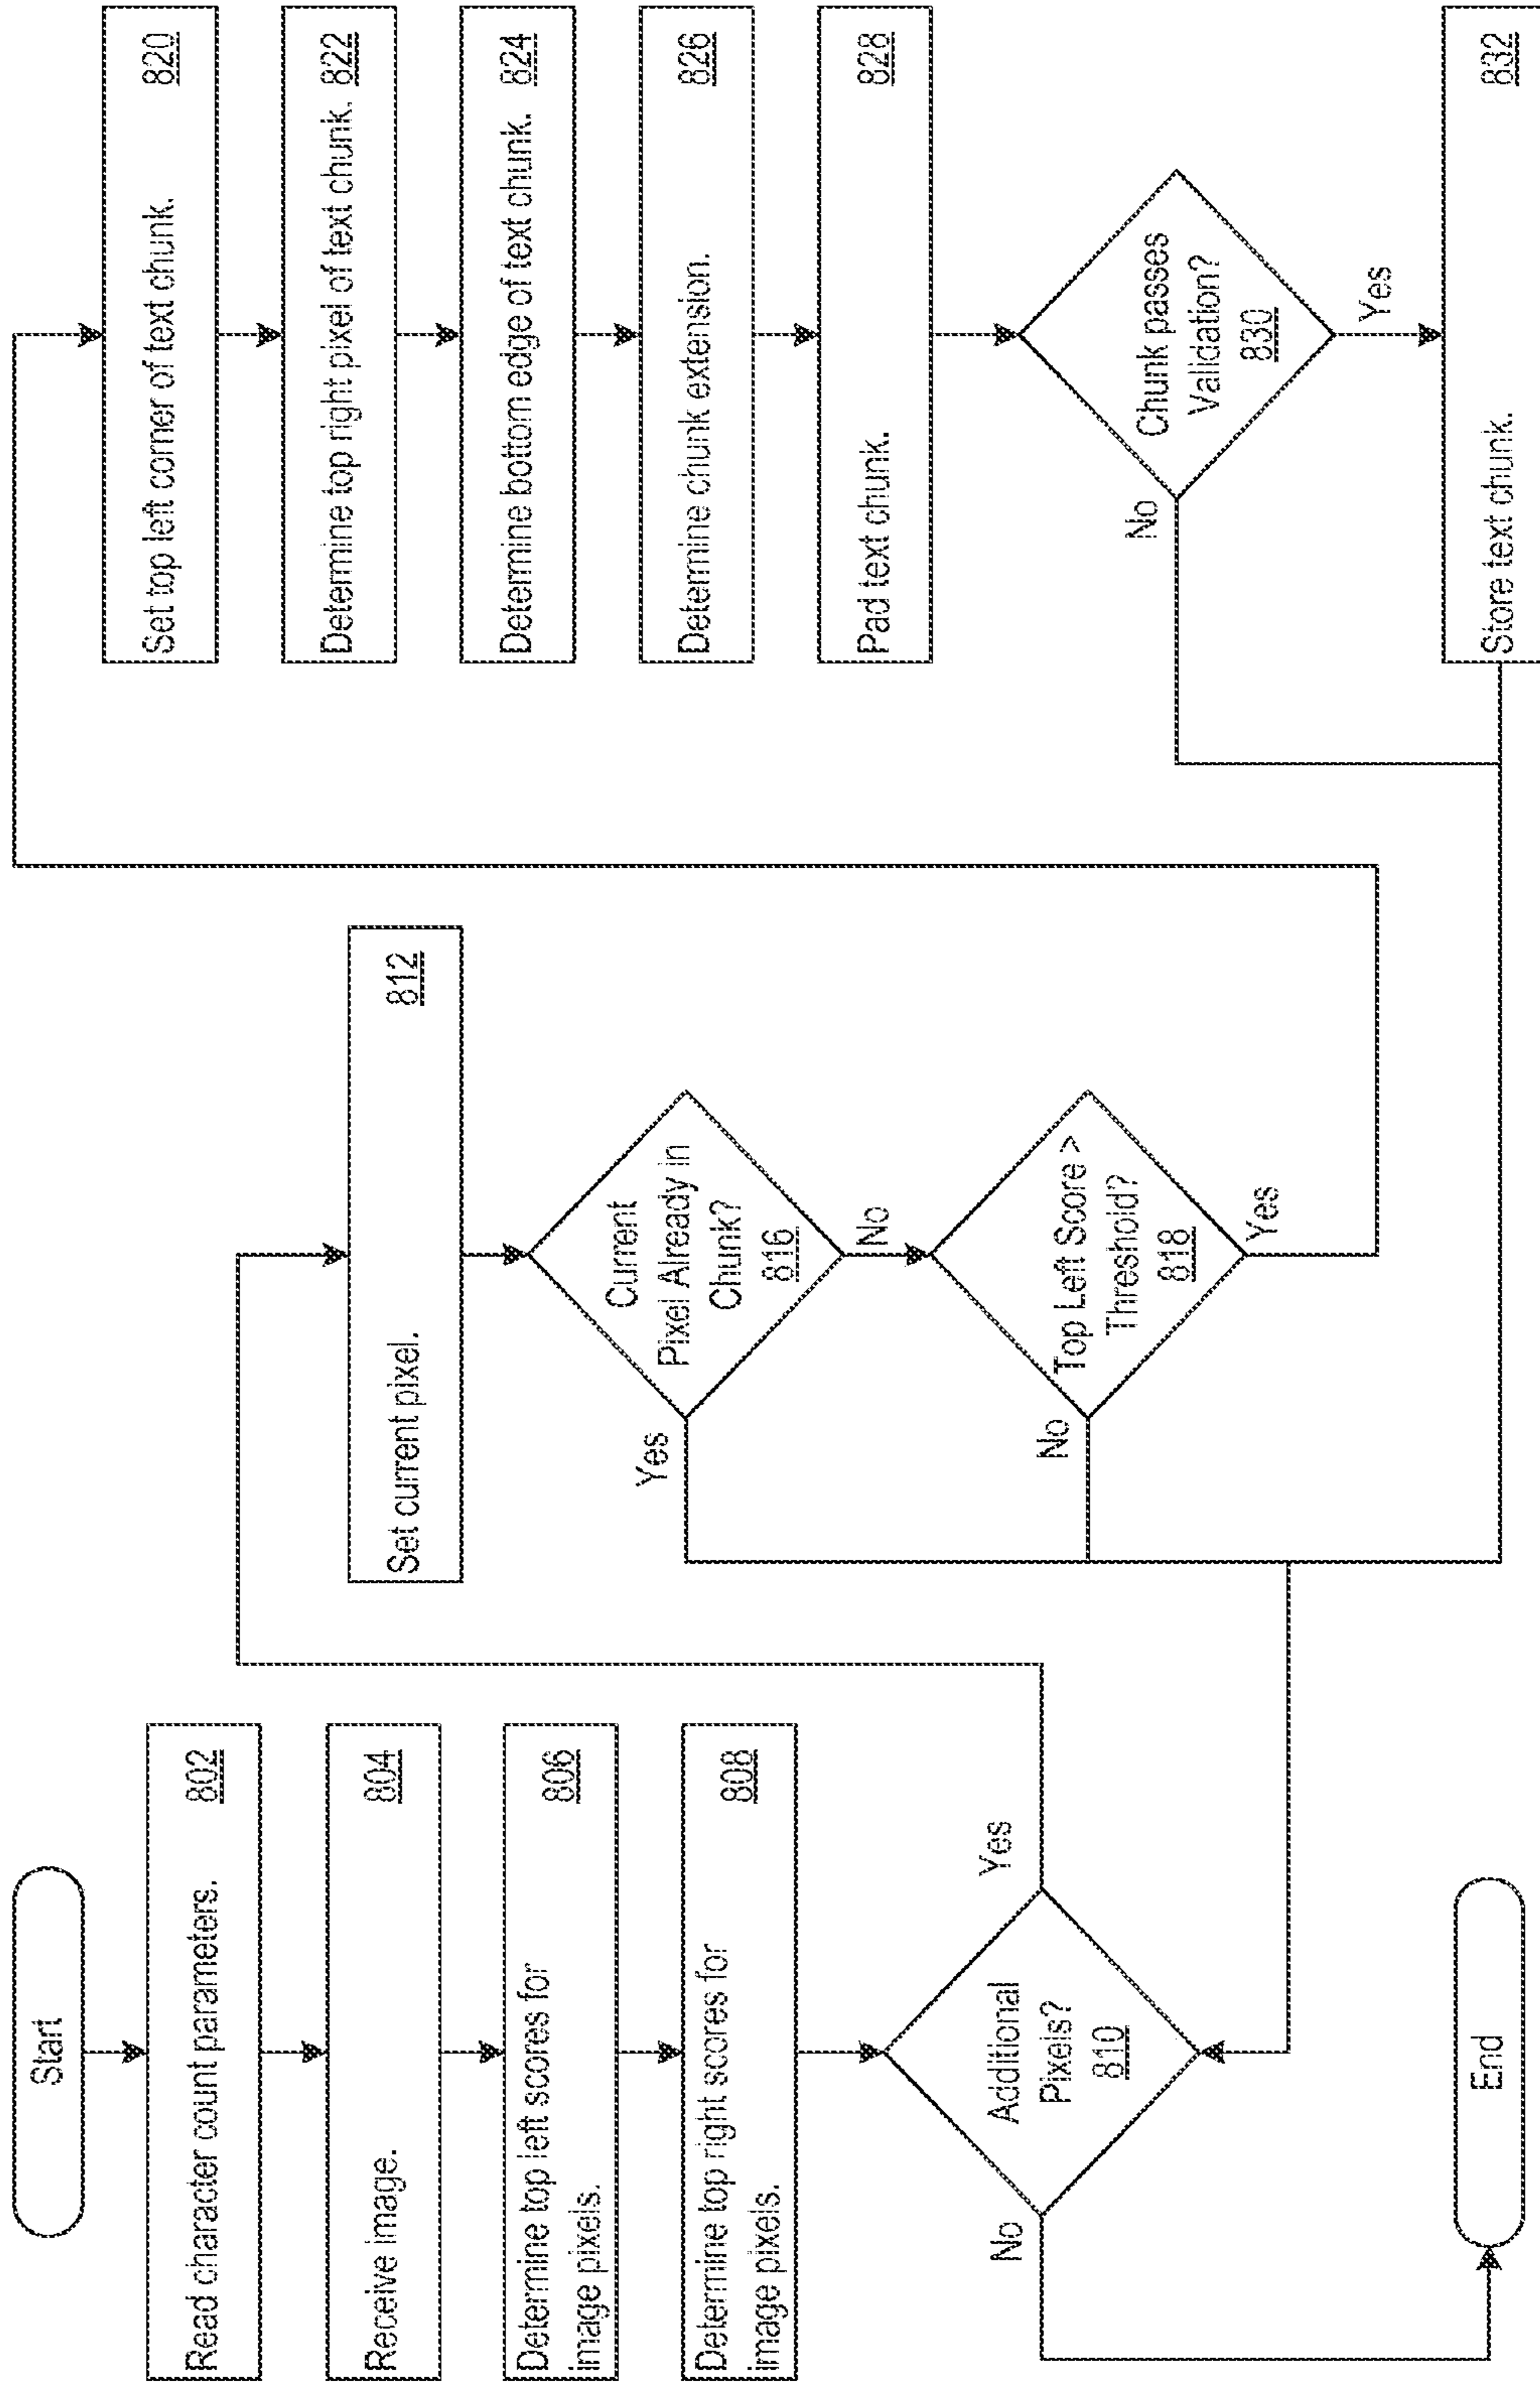 Start
Read character count parameters. 802
Receive image. 804
Determine top left scores for
image pixels. 806
Determine top right scores for
image pixels. 808
Additional
Pixels?
810
Yes
No
End
Set current pixel. 812
Current
Pixel Already in
Chunk?
816
Yes
No
Top Left Score >
Threshold?
818
No
Yes
Set top left corner of text chunk. 820
Determine top right pixel of text chunk. 822
Determine bottom edge of text chunk. 824
Determine chunk extension. 826
Pad text chunk. 828
Chunk passes
Validation?
830
No
Yes
Store text chunk. 832